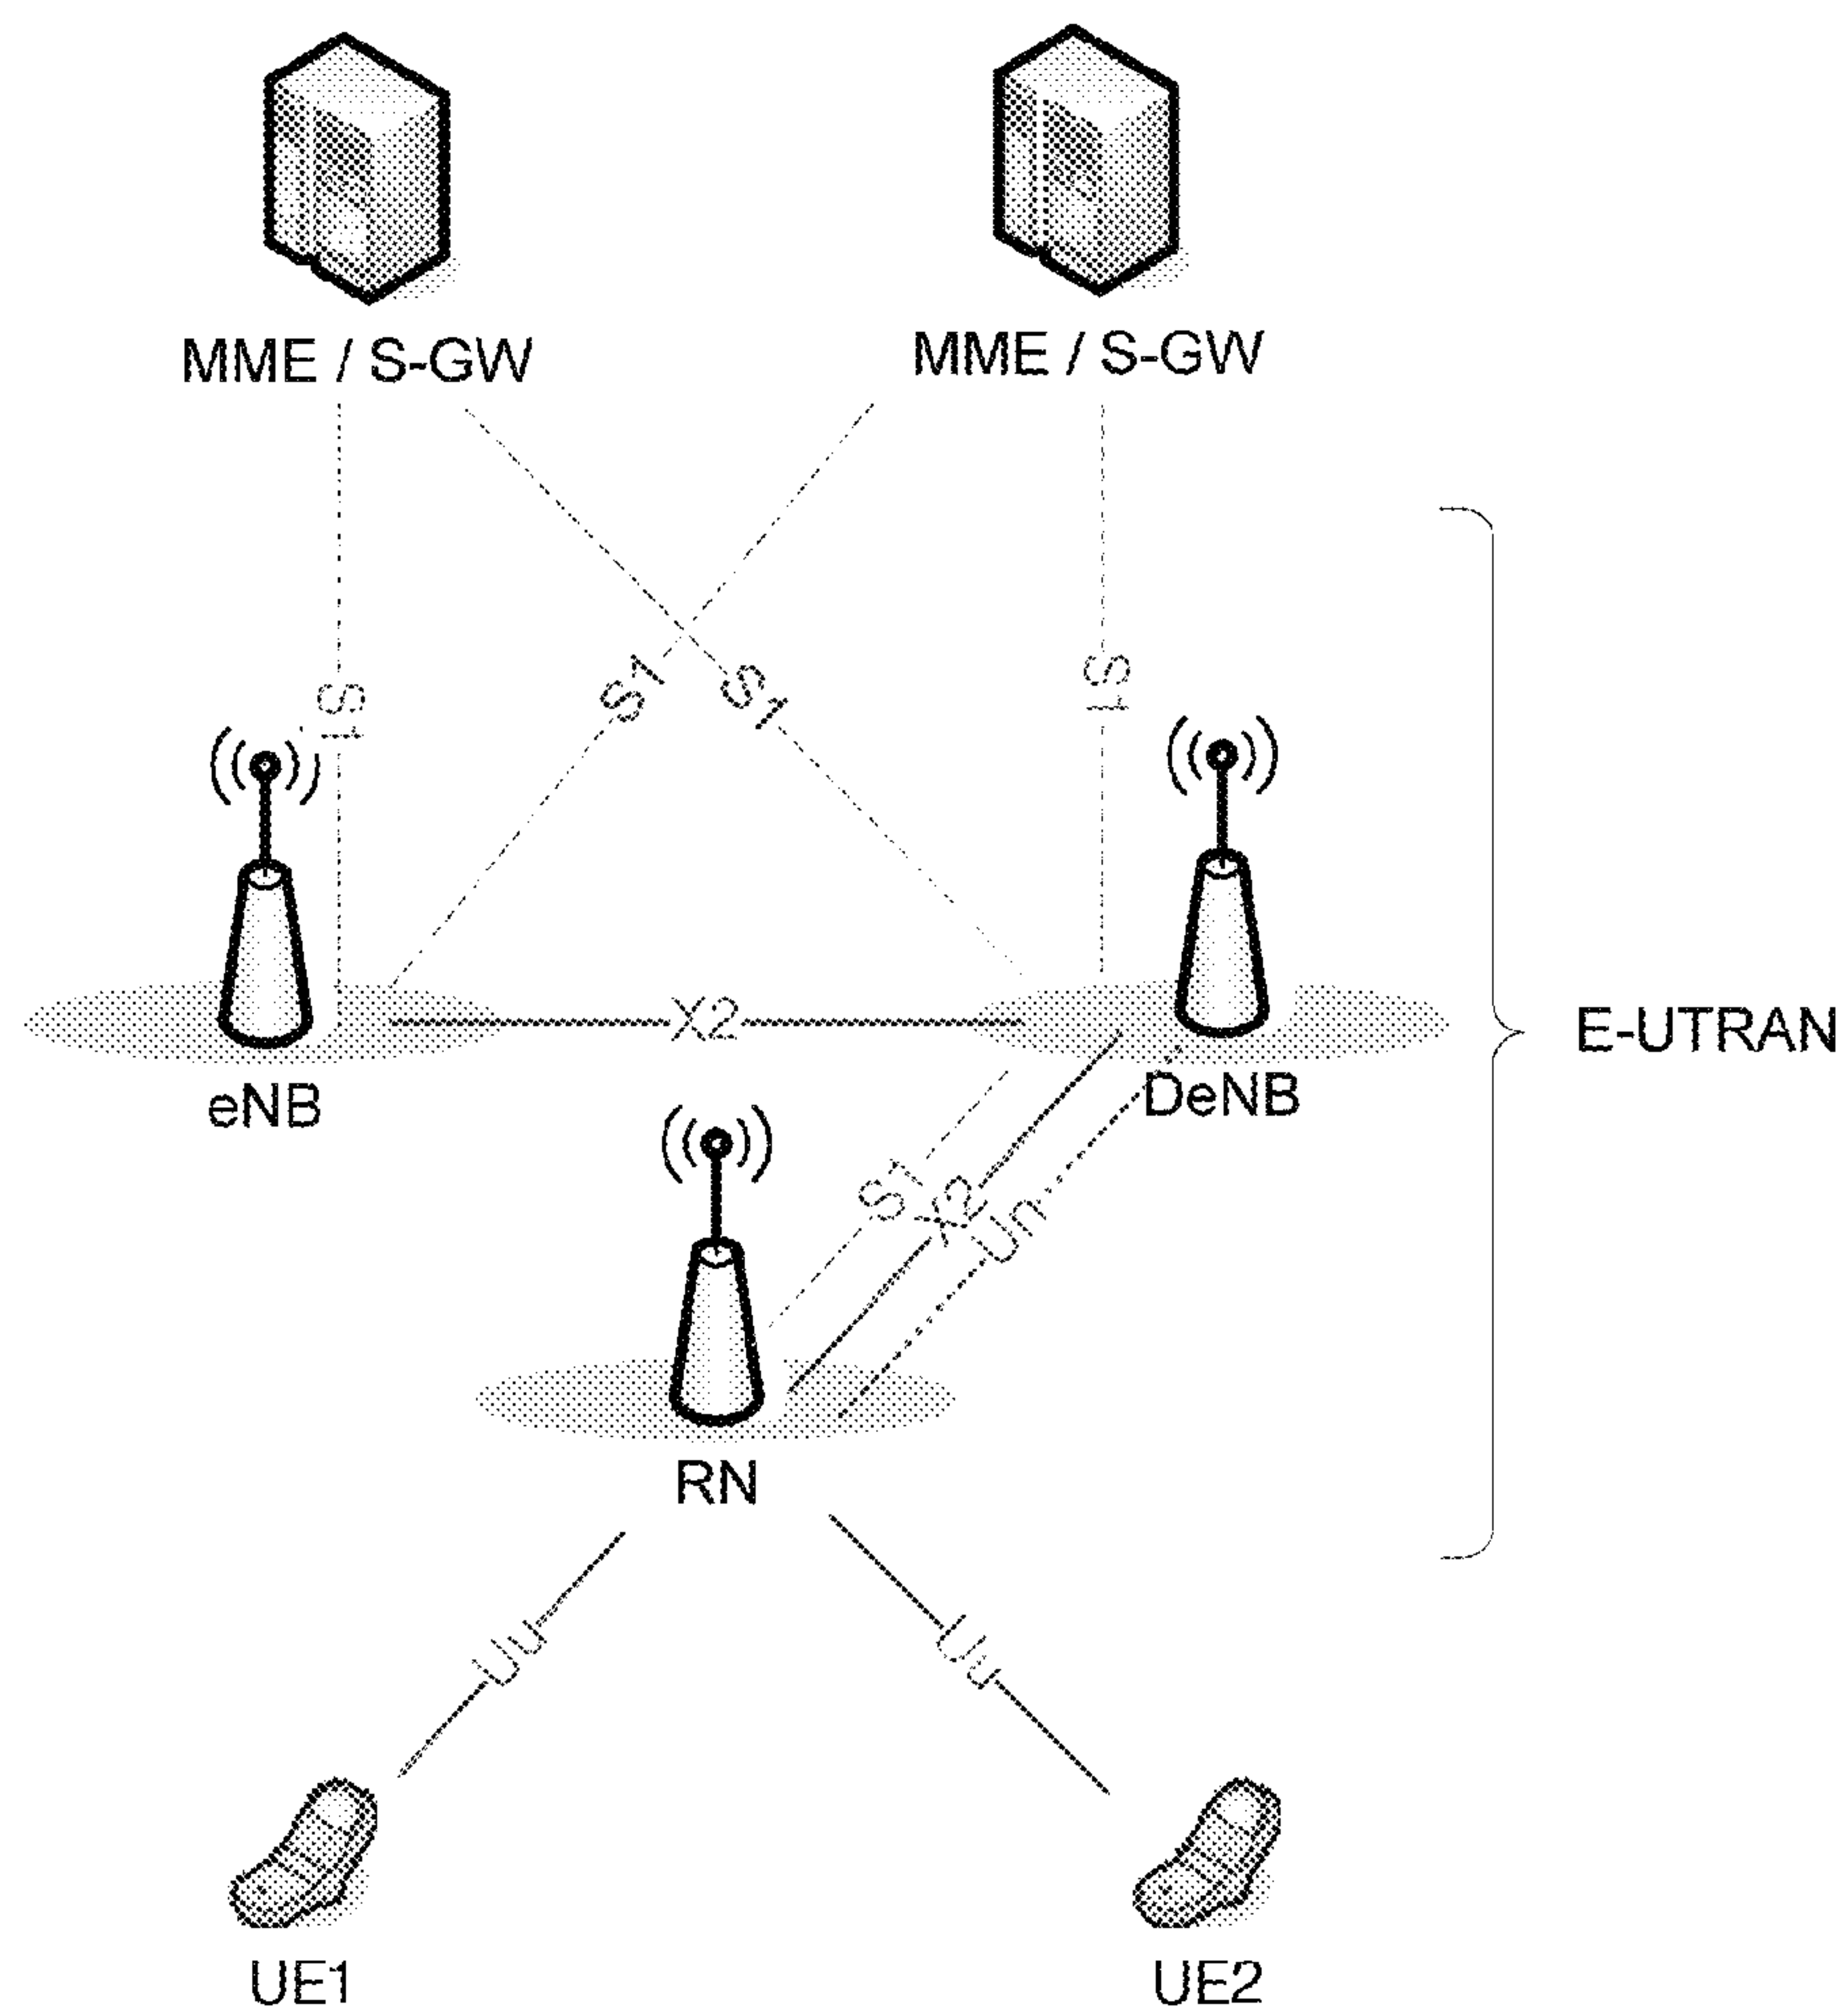 MME / S-GW
MME / S-GW
S1
S1
S1
S1
X2
E-UTRAN
eNB
DeNB
S1
X2
Un
RN
Uu
Uu
UE1
UE2